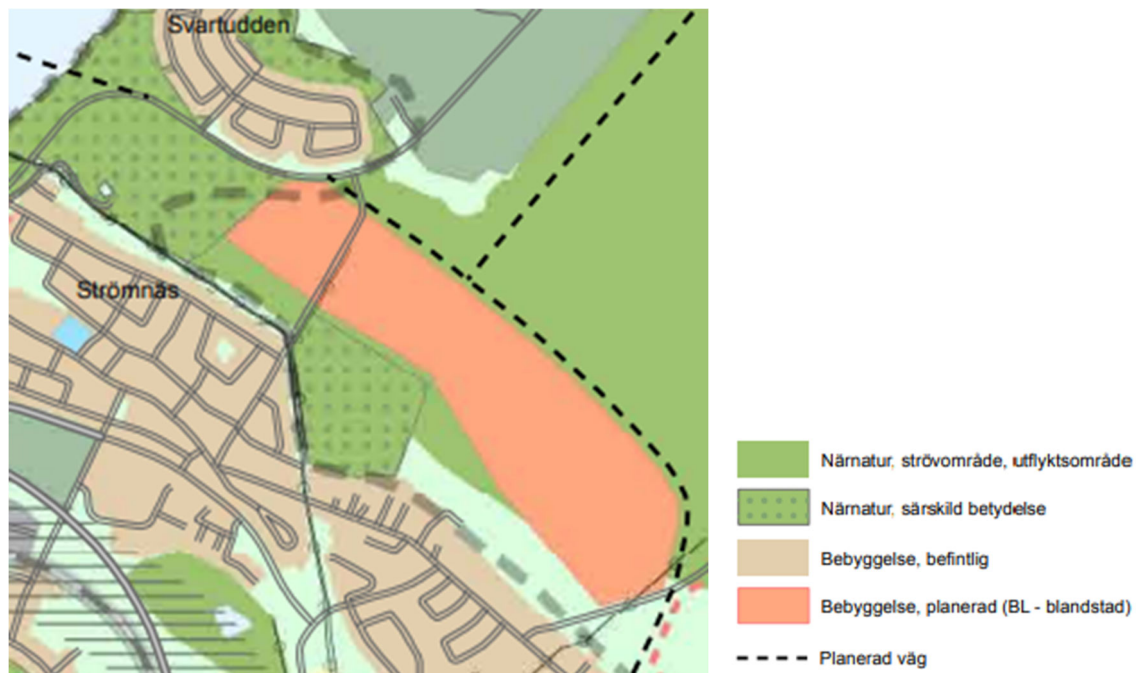 Svartudden
Strömnäs
Närnatur, strövområde, utflyktsområde
Närnatur, särskild betydelse
Bebyggelse, befintlig
Bebyggelse, planerad (BL - blandstad)
Planerad väg